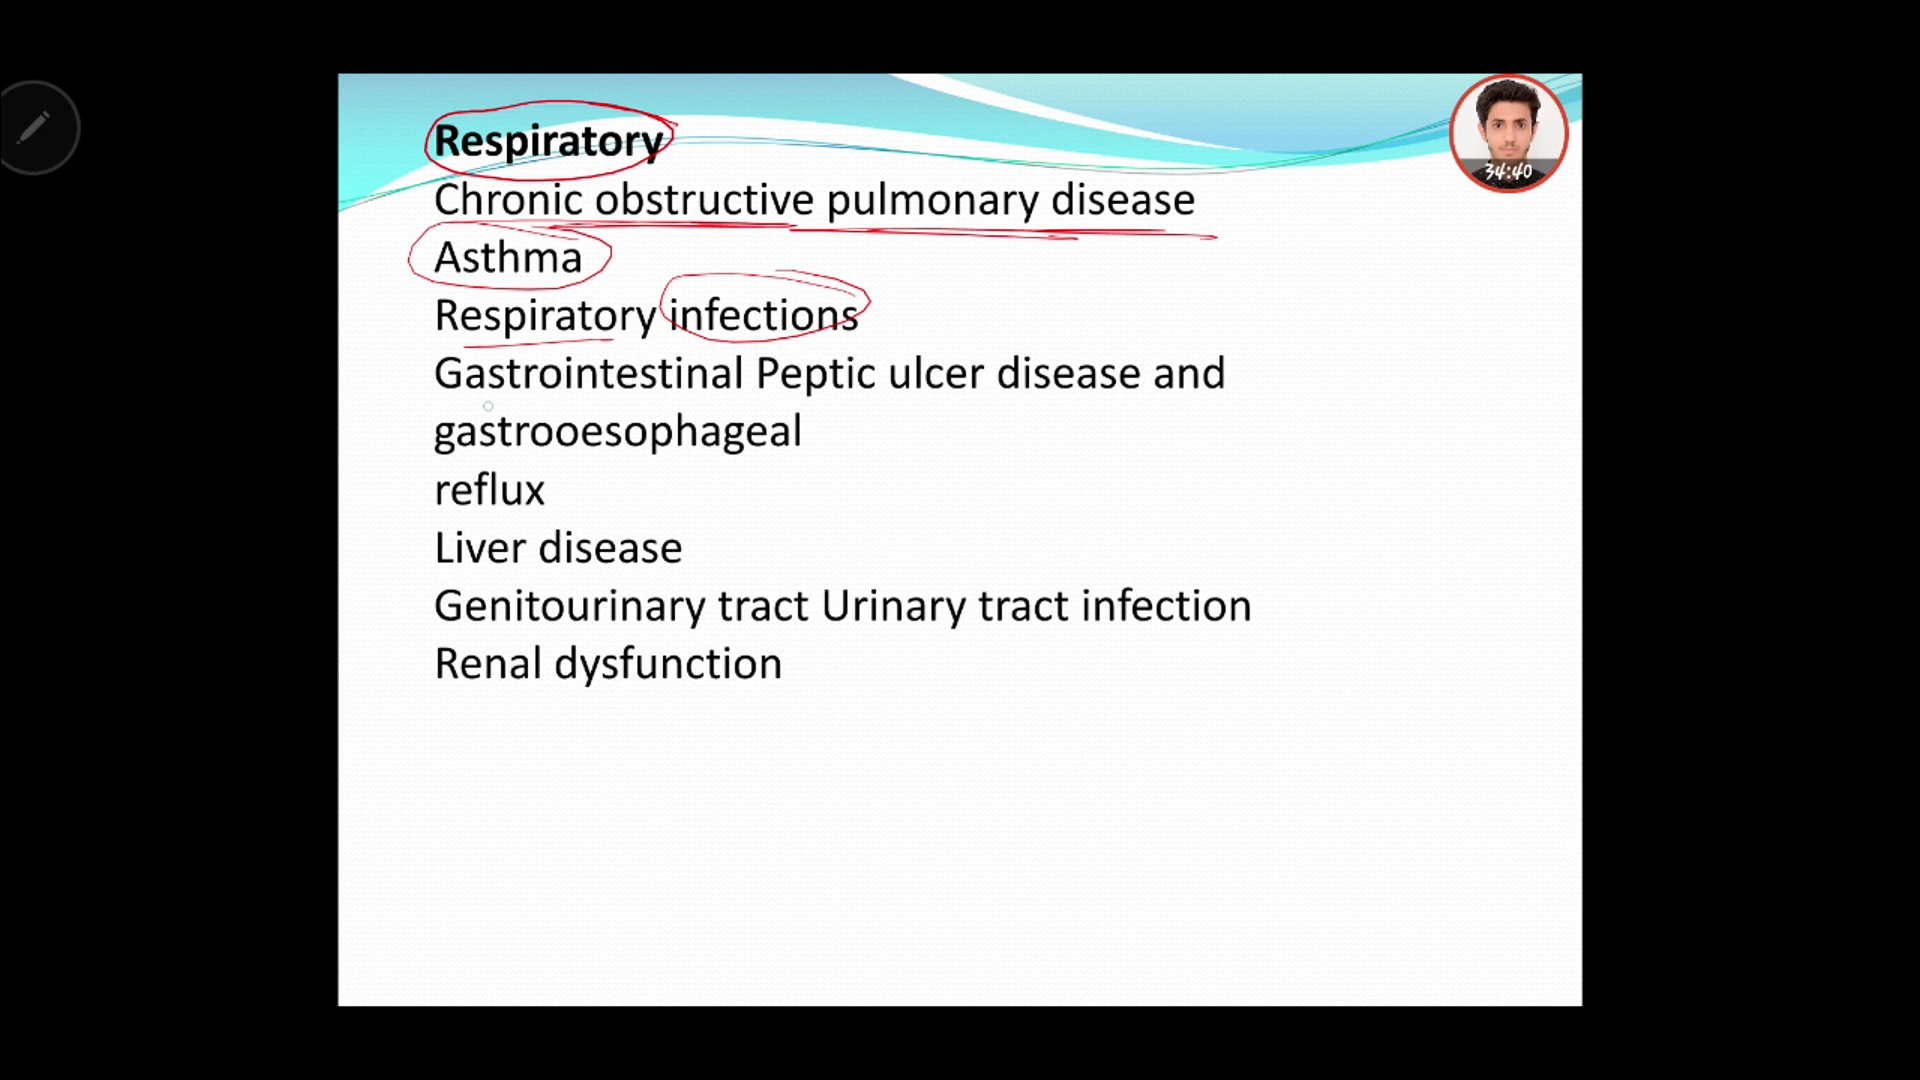 Respiratory
34:40
Chronic obstructive pulmonary disease
Asthma
Respiratory infections
Gastrointestinal Peptic ulcer disease and
gastrooesophageal
reflux
Liver disease
Genitourinary tract Urinary tract infection
Renal dysfunction